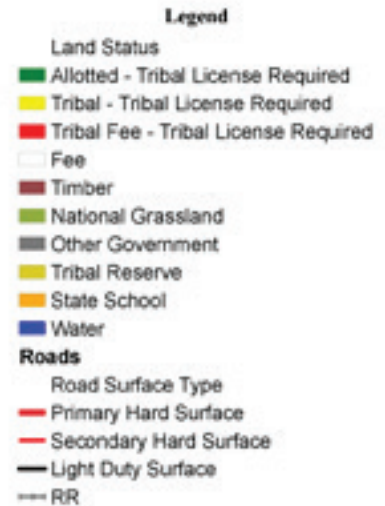 Legend
Land Status
Allotted - Tribal License Required
Tribal - Tribal License Required
Tribal Fee - Tribal License Required
Fee
Timber
National Grassland
Other Government
Tribal Reserve
State School
Water
Roads
Road Surface Type
Primary Hard Surface
Secondary Hard Surface
Light Duty Surface
RR